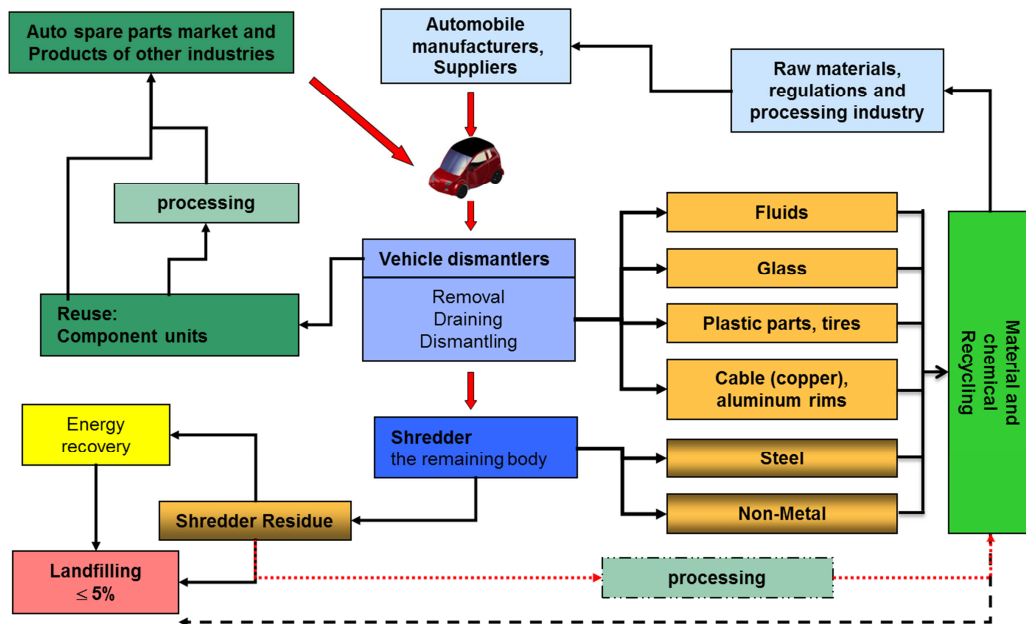 Auto spare parts market and
Products of other industries
Automobile
manufacturers,
Suppliers
Raw materials,
regulations and
processing industry
processing
Fluids
Vehicle dismantlers
Removal
Draining
Dismantling
Glass
Reuse:
Component units
Plastic parts, tires
Cable (copper),
aluminum rims
Material and
chemical
Recycling
Energy
recovery
Shredder
the remaining body
Steel
Shredder Residue
Non-Metal
Landfilling
≤ 5%
processing